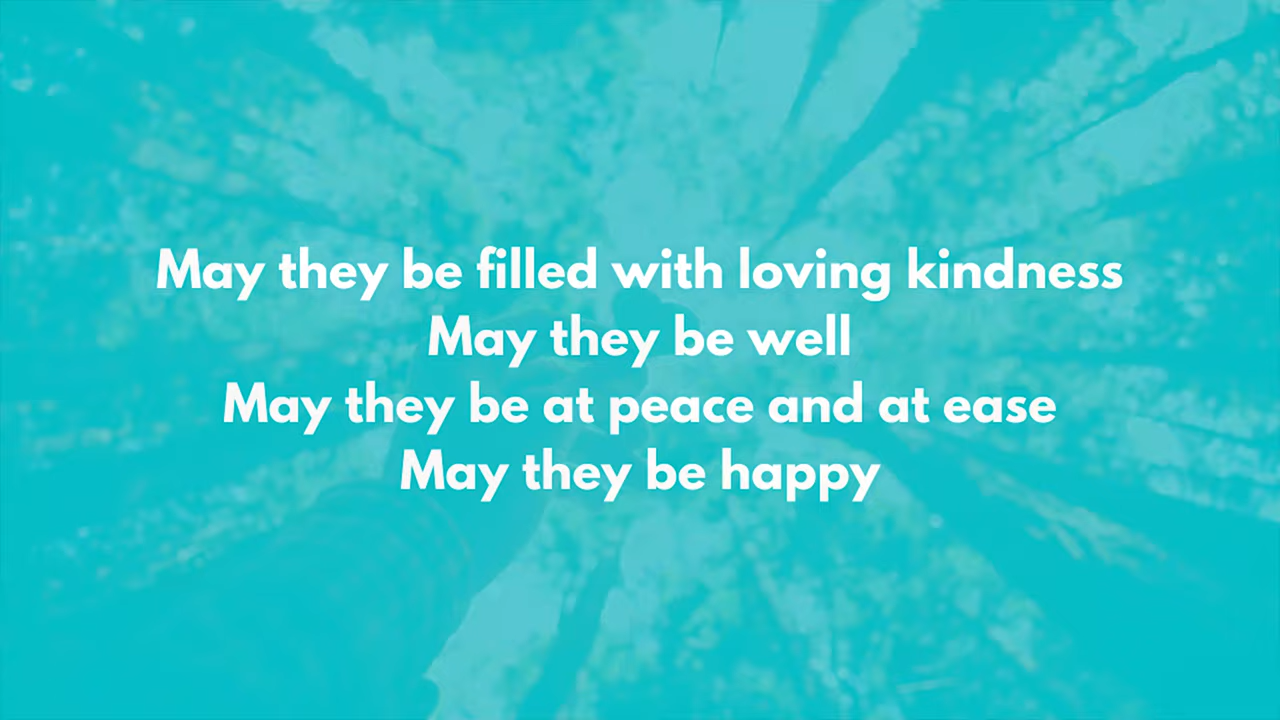 May they be filled with loving kindness
May they be well
May they be at peace and at ease
May they be happy